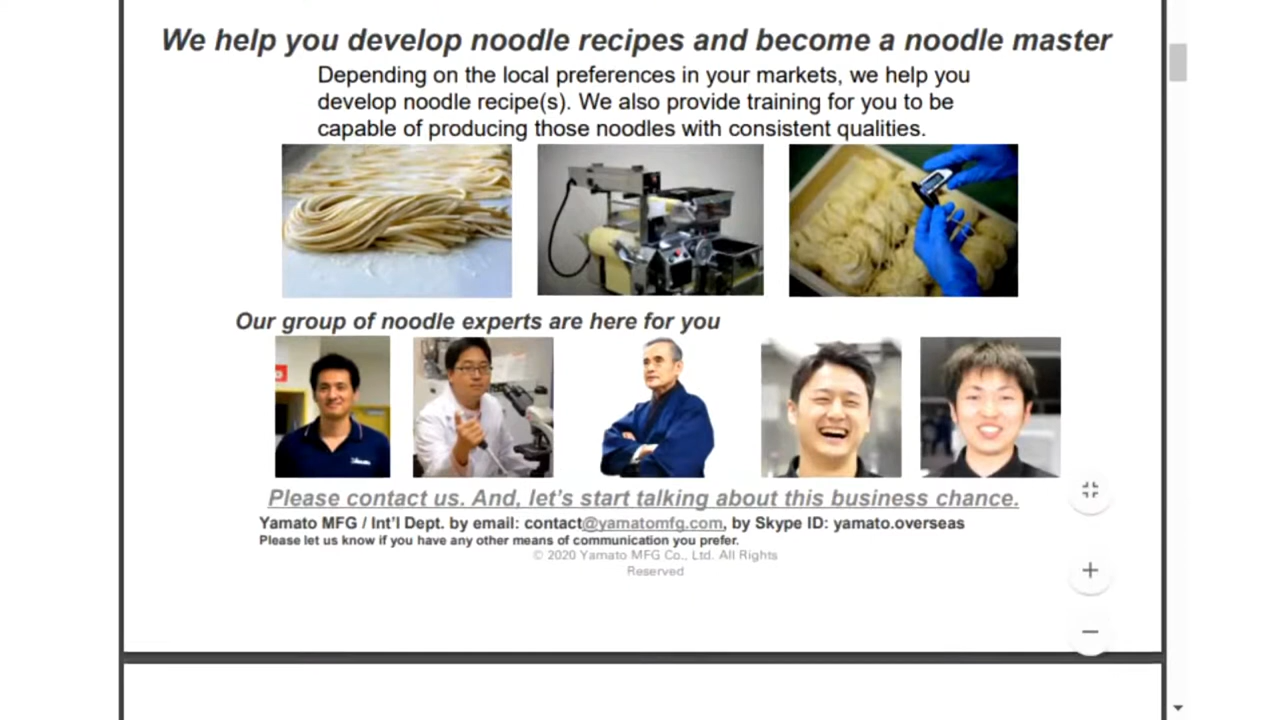 We help you develop noodle recipes and become a noodle master
Depending on the local preferences in your markets, we help you
develop noodle recipe(s). We also provide training for you to be
capable of producing those noodles with consistent qualities.
Our group of noodle experts are here for you
Please contact us. And, let's start talking about this business chance.
Yamato MFG / Int'l Dept. by email: contact@yamatomfg.com, by Skype ID: yamato.overseas
Please let us know if you have any other means of communication you prefer.
© 2020 Yamato MFG Co., Ltd. All Rights
Reserved